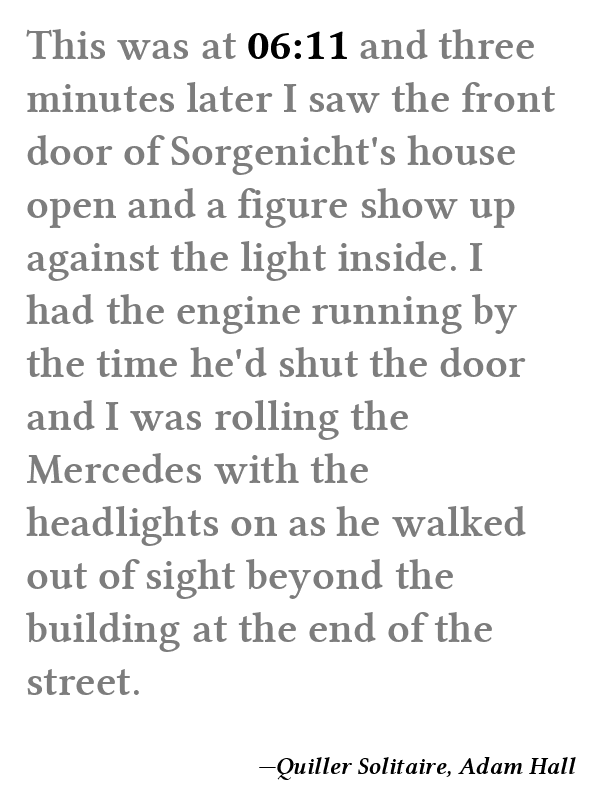 This was at 06:11 and three
minutes later I saw the front
door of Sorgenicht's house
open and a figure show up
against the light inside. I
had the engine running by
the time he'd shut the door
and I was rolling the
Mercedes with the
headlights on as he walked
out of sight beyond the
building at the end of the
street.
—Quiller Solitaire, Adam Hall